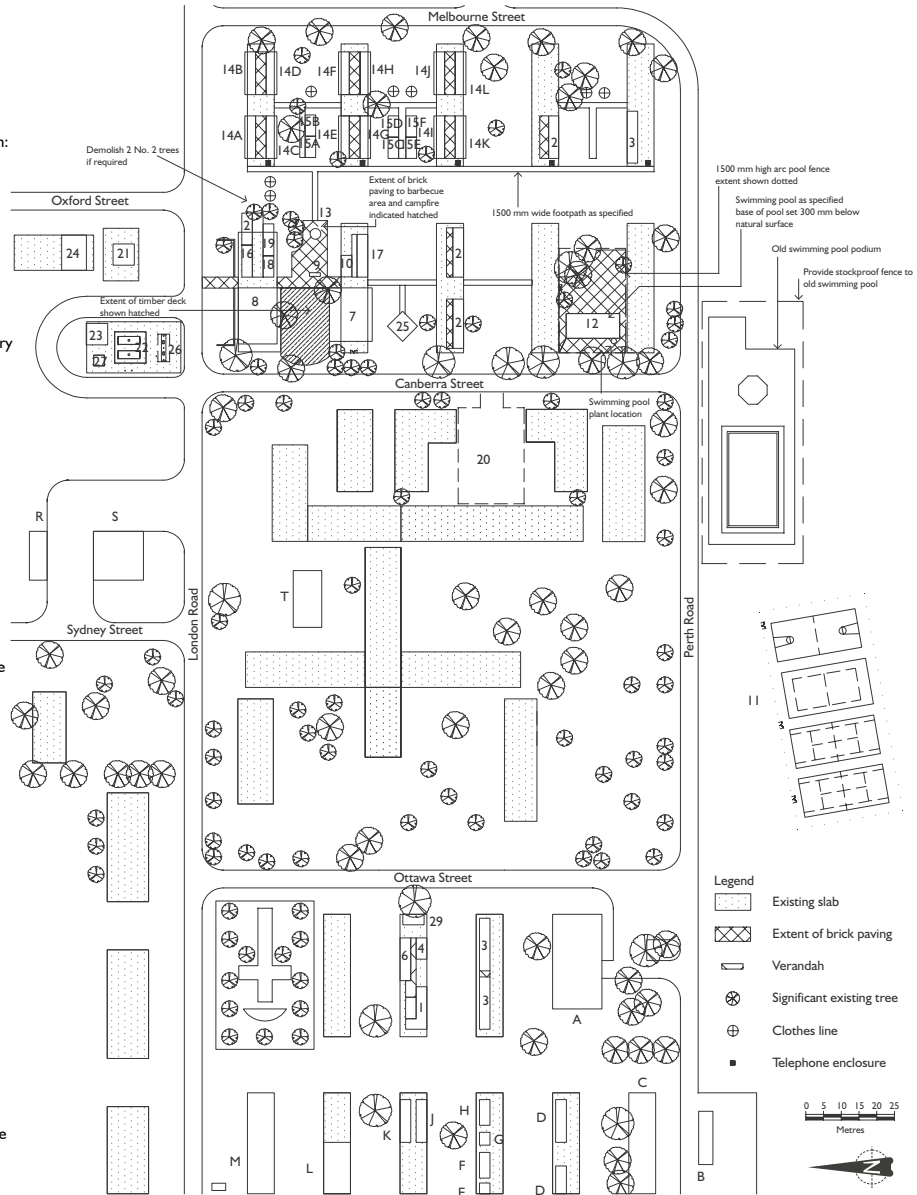 Melbourne Street
14B
14D
14F
14H
14J
14L
15B
15D
15F
14A
14C
15A
14E
14G
15C
15E
14I
14K
2
3
n:
Demolish 2 No. 2 trees
if required
Extent of brick
paving to barbecue
area and campfire
indicated hatched
1500 mm wide footpath as specified
1500 mm high arc pool fence
extent shown dotted
Swimming pool as specified
base of pool set 300 mm below
natural surface
Old swimming pool podium
Provide stockproof fence to
old swimming pool
Oxford Street
13
24
21
2
19
16
18
9
10
17
2
8
Extent of timber deck
shown hatched
7
25
2
12
23
22
26
27
ry
Canberra Street
Swimming pool
plant location
20
R
S
T
London Road
Perth Road
Sydney Street
e
11
Ottawa Street
29
6
4
1
3
3
A
Legend
Existing slab
Extent of brick paving
Verandah
Significant existing tree
Clothes line
Telephone enclosure
C
H
D
J
K
G
F
E
D
L
M
B
e
0 5 10 15 20 25
Metres
N